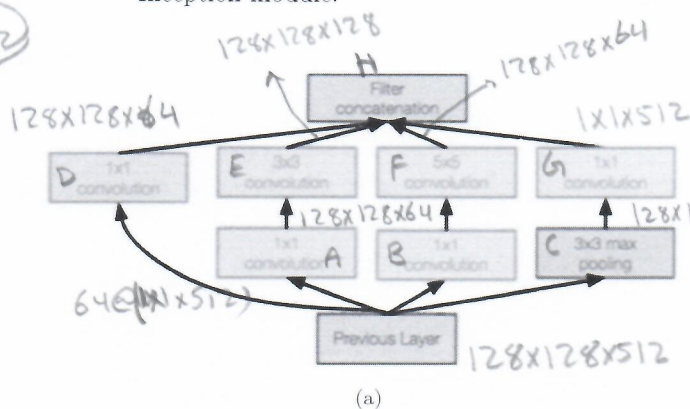 Inception module.
128x128x128
128x128x64
H
Filter
concatenation
128x128x64
1x1x512
D 1x1
convolution
E 3x3
convolution
F 5x5
convolution
G 1x1
convolution
128x128x64
1x1
convolution A
B 1x1
convolution
C 3x3 max
pooling
Previous Layer
128x128x512
(a)